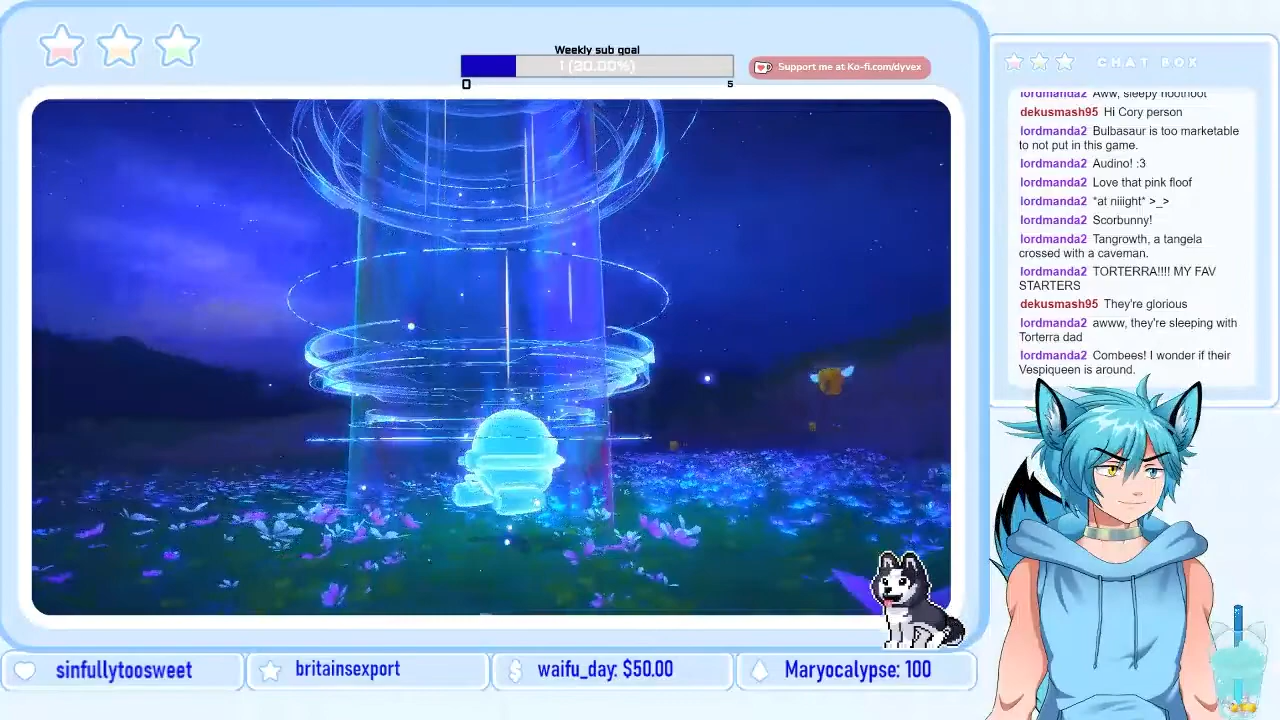 Weekly sub goal
1 (20.00%)
0
5
Support me at Ko-fi.com/dyvex
CHAT BOX
lordmanda2 Aww, sleepy hoothoot
dekusmash95 Hi Cory person
lordmanda2 Bulbasaur is too marketable
to not put in this game.
lordmanda2 Audino! :3
lordmanda2 Love that pink floof
lordmanda2 *at niiight* >_>
lordmanda2 Scorbunny!
lordmanda2 Tangrowth, a tangela
crossed with a caveman.
lordmanda2 TORTERRA!!!! MY FAV
STARTERS
dekusmash95 They're glorious
lordmanda2 awww, they're sleeping with
Torterra dad
lordmanda2 Combees! I wonder if their
Vespiqueen is around.
sinfullytoosweet
britainsexport
waifu_day: $50.00
Maryocalypse: 100